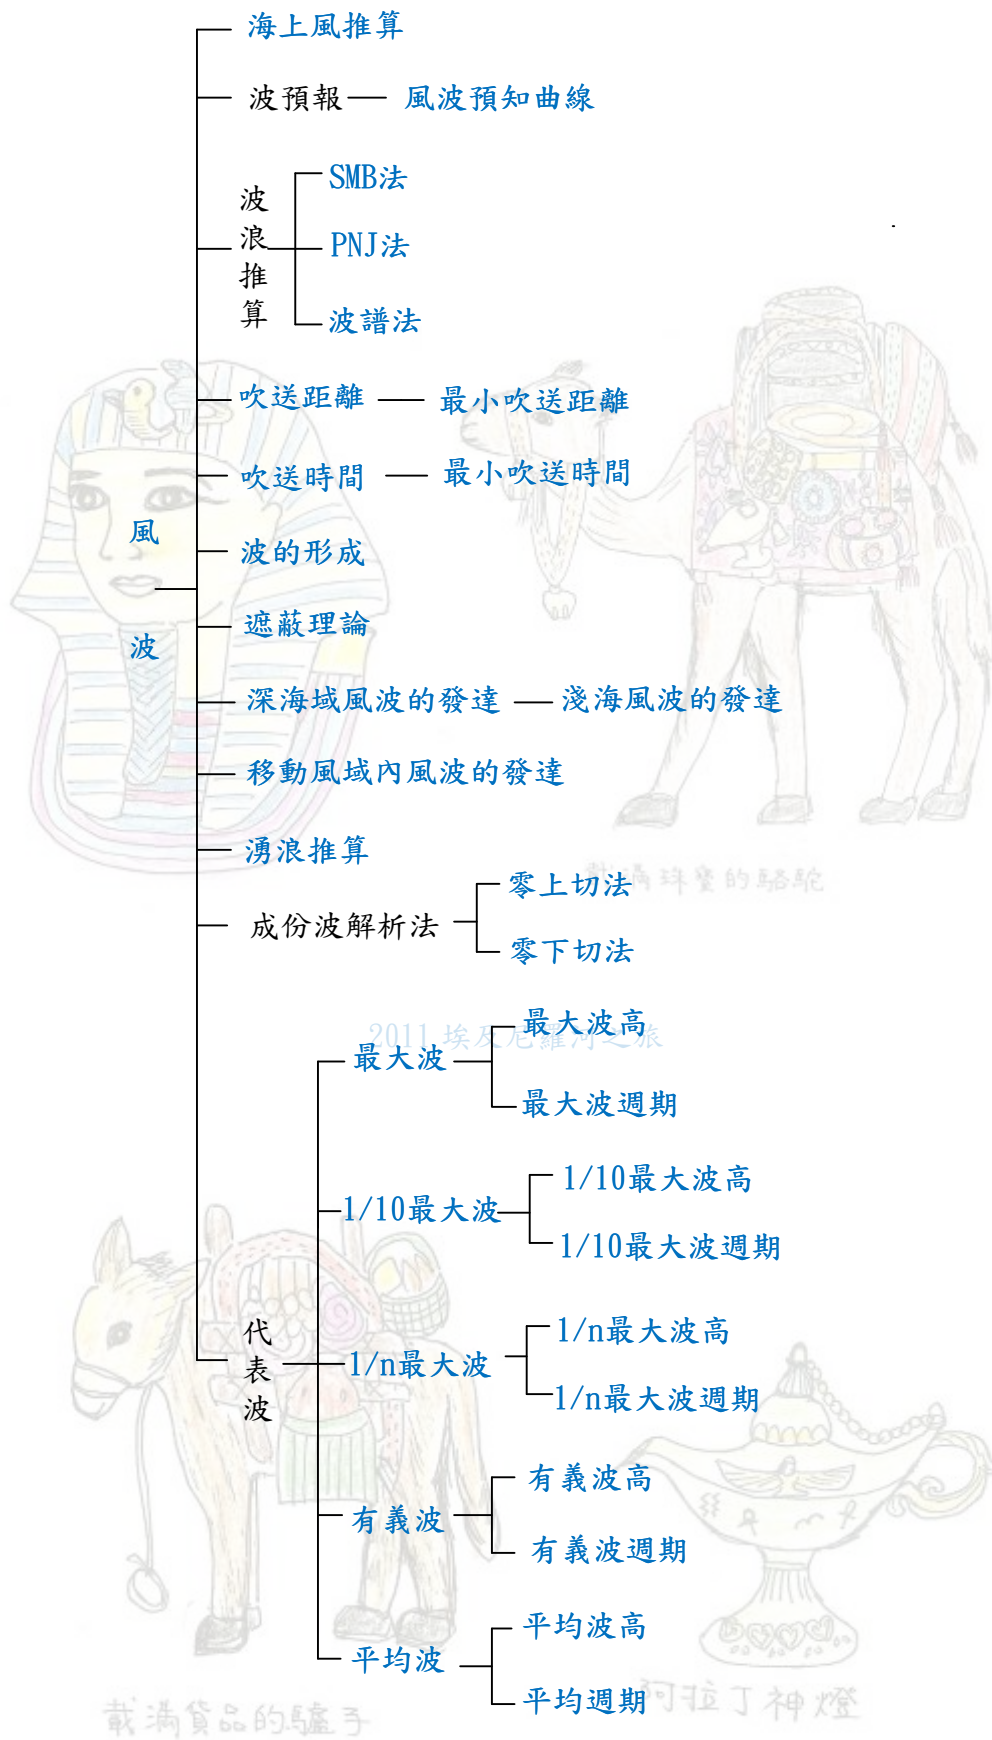 海上風推算
波預報 風波預知曲線
波浪推算
SMB法
PNJ法
波譜法
吹送距離 最小吹送距離
吹送時間 最小吹送時間
風波
波的形成
遮蔽理論
深海域風波的發達 淺海風波的發達
移動風域內風波的發達
湧浪推算
載滿珠寶的駱駝
成份波解析法
零上切法
零下切法
2011 埃及尼羅河之旅
最大波
最大波高
最大波週期
1/10最大波
1/10最大波高
1/10最大波週期
代表波
1/n最大波
1/n最大波高
1/n最大波週期
有義波
有義波高
有義波週期
平均波
平均波高
平均週期
載滿貨品的驢子
阿拉丁神燈